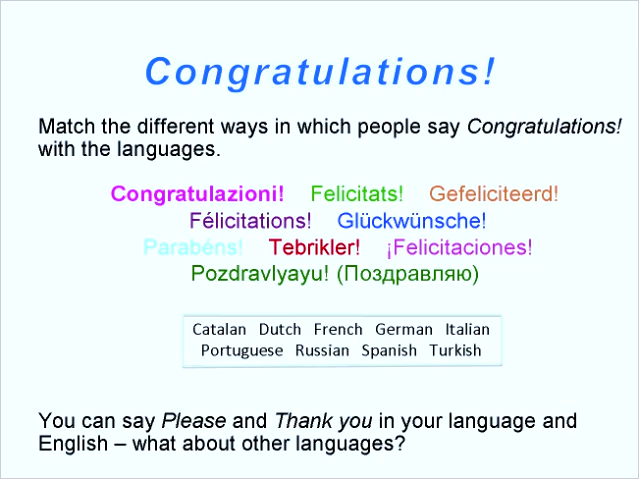 Congratulations!
Match the different ways in which people say Congratulations!
with the languages.
Congratulazioni! Felicitats! Gefeliciteerd!
Félicitations! Glückwünsche!
Parabéns! Tebrikler! ¡Felicitaciones!
Pozdravlyayu! (Поздравляю)
Catalan Dutch French German Italian
Portuguese Russian Spanish Turkish
You can say Please and Thank you in your language and
English – what about other languages?